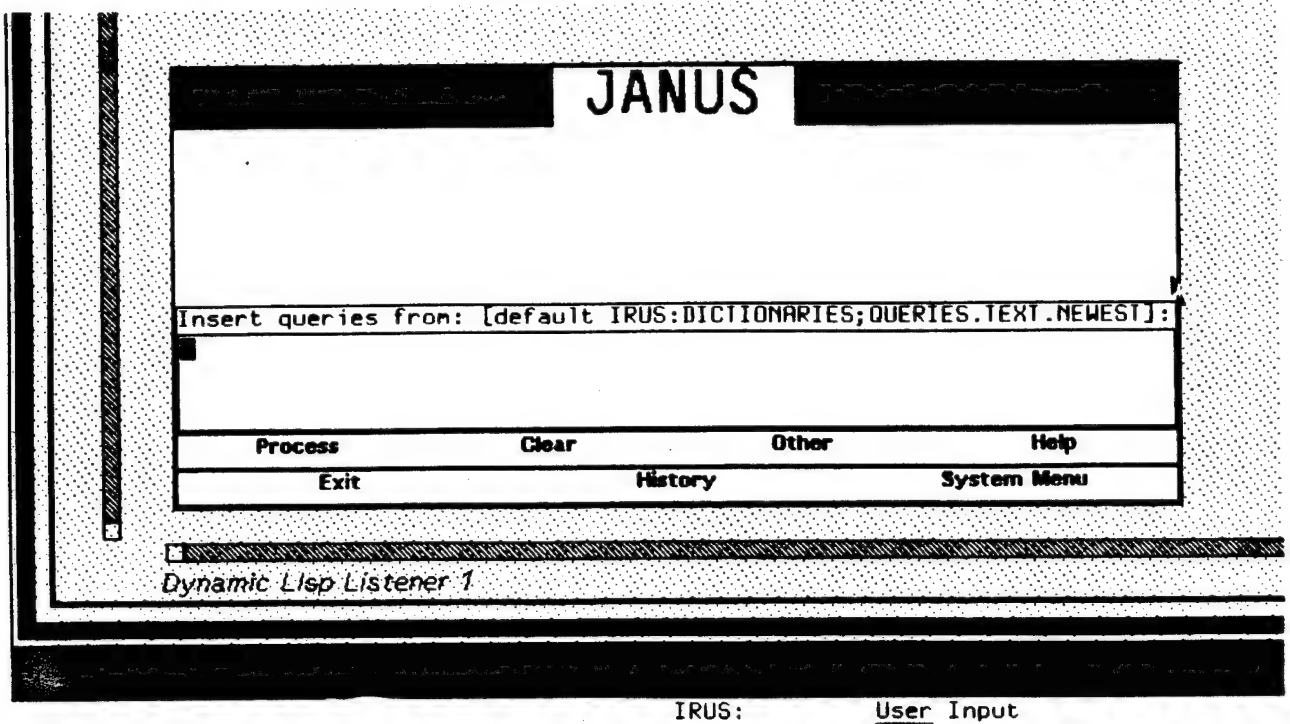 JANUS
Insert queries from: [default IRUS:DICTIONARIES;QUERIES.TEXT.NEWEST]:
Process Clear Other Help
Exit History System Menu
Dynamic Lisp Listener 1
IRUS: User Input